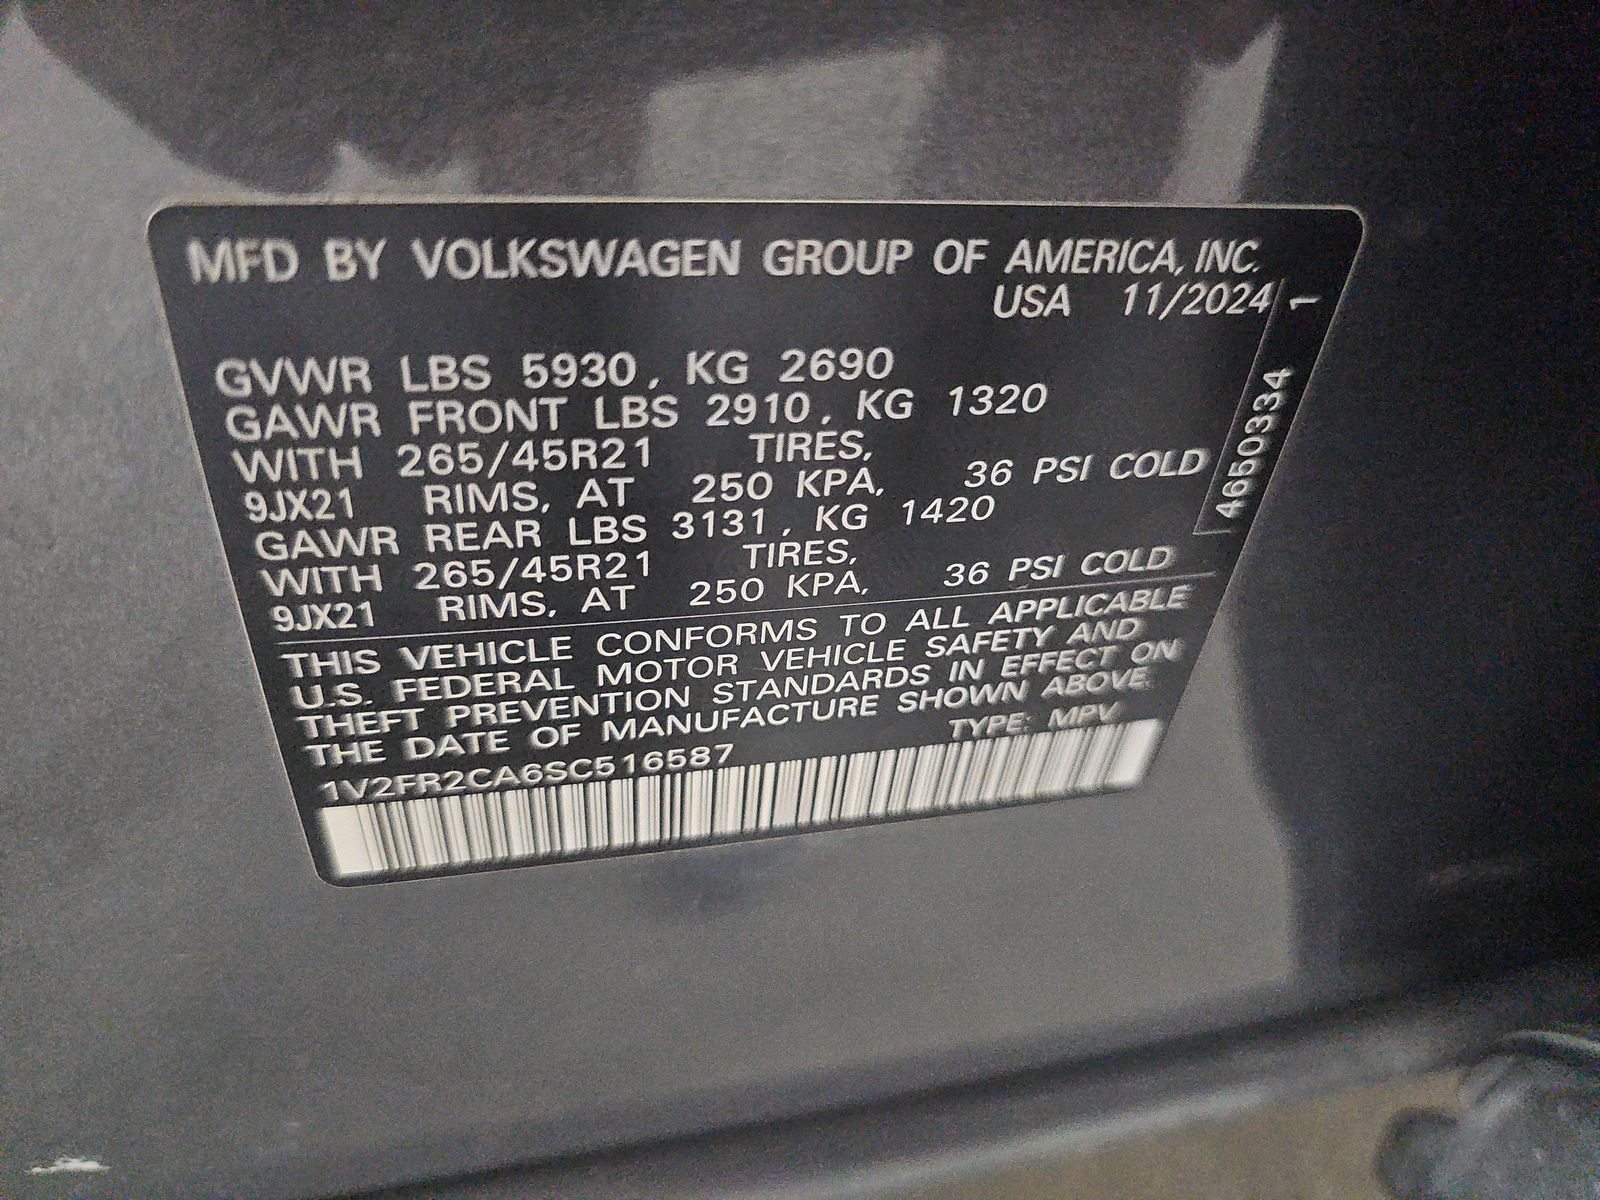 MFD BY VOLKSWAGEN GROUP OF AMERICA, INC.
USA 11/2024
GVWR LBS 5930, KG 2690
GAWR FRONT LBS 2910, KG 1320
WITH 265/45R21 TIRES,
9JX21 RIMS, AT 250 KPA, 36 PSI COLD
GAWR REAR LBS 3131, KG 1420
WITH 265/45R21 TIRES,
9JX21 RIMS, AT 250 KPA, 36 PSI COLD
THIS VEHICLE CONFORMS TO ALL APPLICABLE
U.S. FEDERAL MOTOR VEHICLE SAFETY AND
THEFT PREVENTION STANDARDS IN EFFECT ON
THE DATE OF MANUFACTURE SHOWN ABOVE.
1V2FR2CA6SC516587 TYPE: MPV
4650334 1